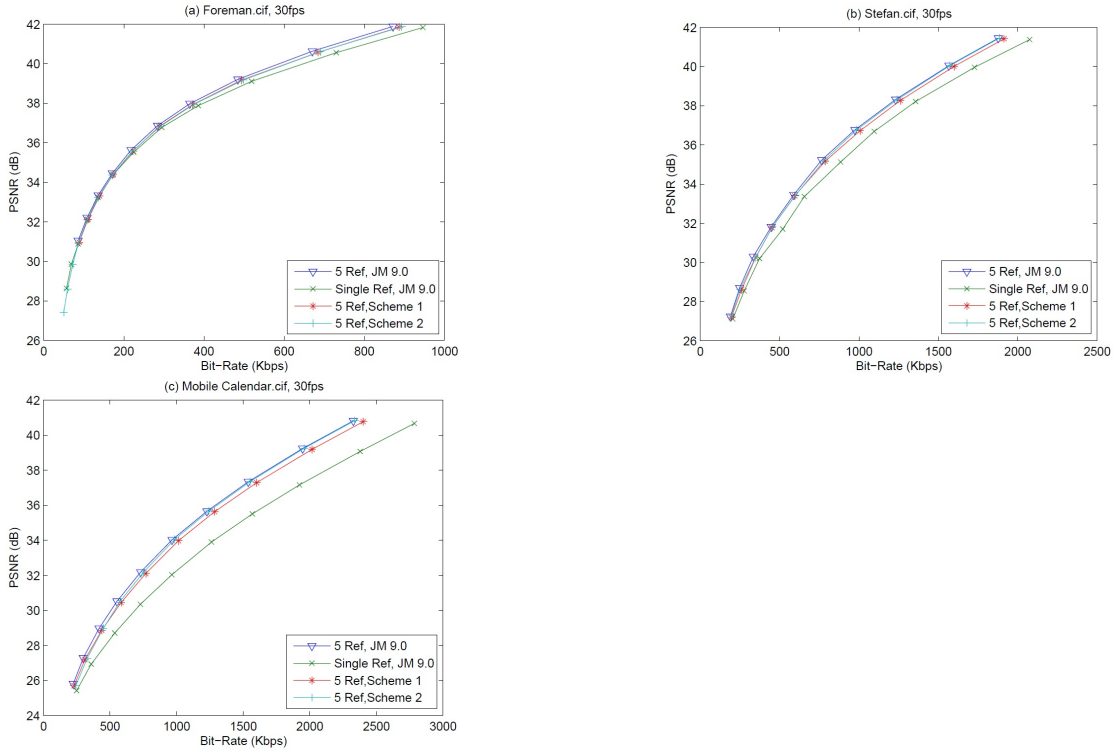 (a) Foreman.cif, 30fps
42
40
38
36
34
32
30
28
26
PSNR (dB)
0
200
400
600
800
1000
Bit−Rate (Kbps)
5 Ref, JM 9.0
Single Ref, JM 9.0
5 Ref,Scheme 1
5 Ref,Scheme 2
(b) Stefan.cif, 30fps
42
40
38
36
34
32
30
28
26
PSNR (dB)
0
500
1000
1500
2000
2500
Bit−Rate (Kbps)
5 Ref, JM 9.0
Single Ref, JM 9.0
5 Ref,Scheme 1
5 Ref,Scheme 2
(c) Mobile Calendar.cif, 30fps
42
40
38
36
34
32
30
28
26
24
PSNR (dB)
0
500
1000
1500
2000
2500
3000
Bit−Rate (Kbps)
5 Ref, JM 9.0
Single Ref, JM 9.0
5 Ref,Scheme 1
5 Ref,Scheme 2